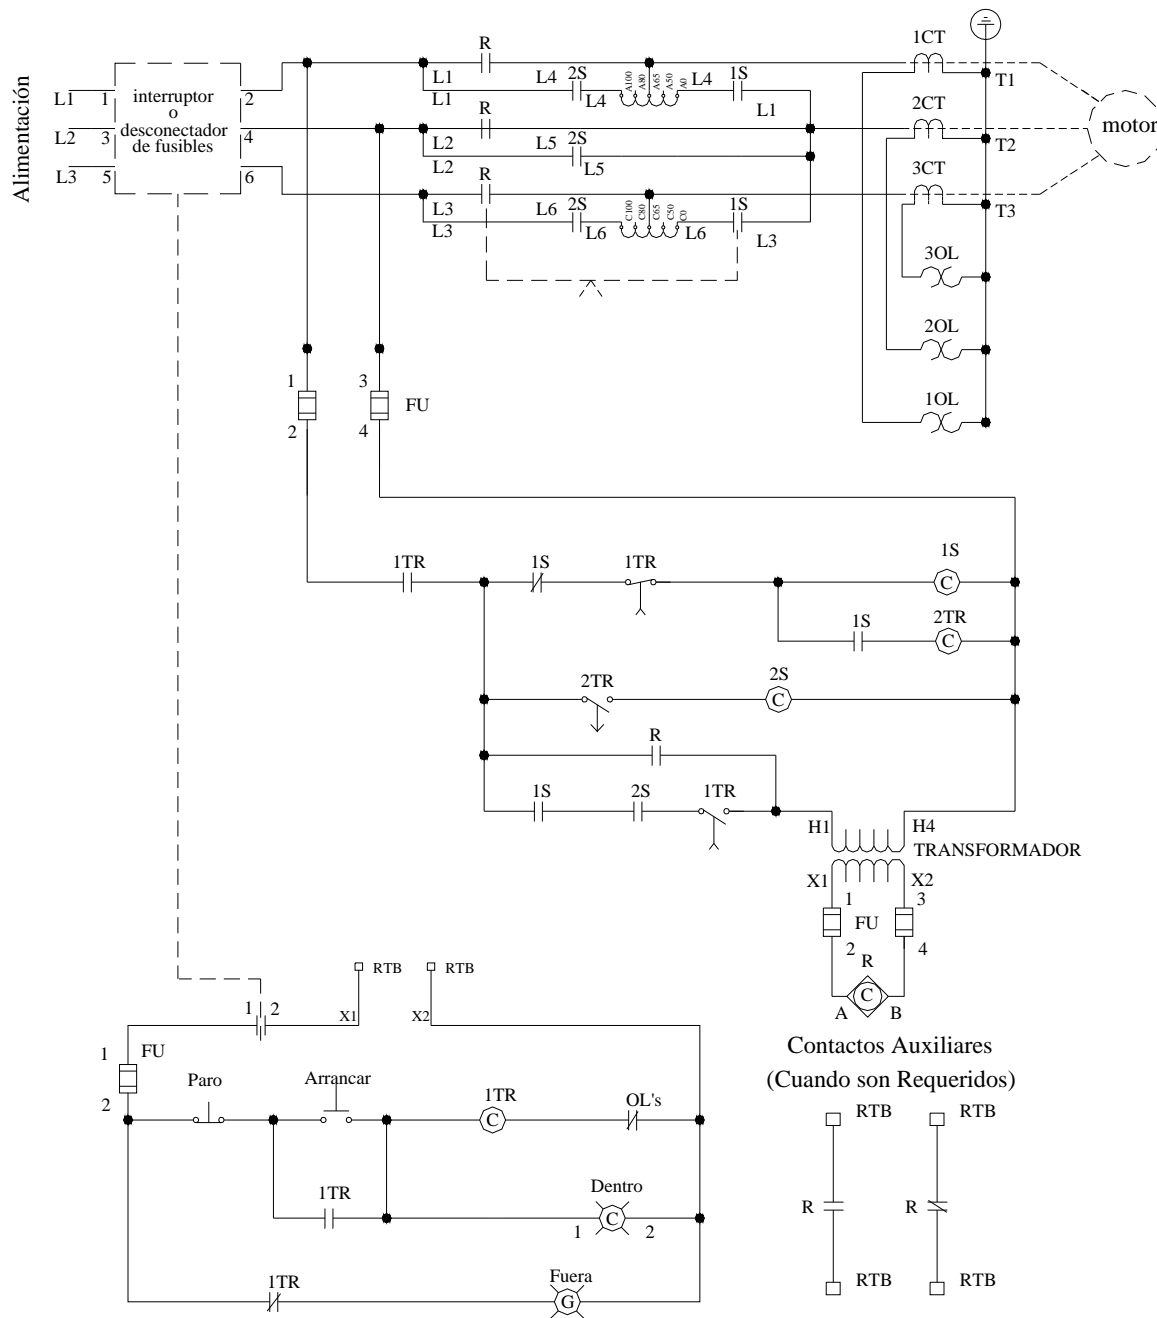 Alimentación
L1
1
2
L2
3
4
L3
5
6
interruptor
o
desconectador
de fusibles
R
L1
L1
2S
L4
L4
A100
A80
A65
A50
A0
L4
1S
L1
R
L2
L2
2S
L5
L5
R
L3
L3
2S
L6
L6
C100
C80
C65
C50
C0
L6
1S
L3
1CT
T1
2CT
T2
3CT
T3
motor
3OL
2OL
1OL
1
2
3
4
FU
1TR
1S
1TR
1S
C
1S
2TR
C
2TR
2S
C
R
1S
2S
1TR
H1
H4
TRANSFORMADOR
X1
X2
1
2
FU
3
4
R
C
A
B
RTB
RTB
1
2
X1
X2
1
FU
2
Paro
Arrancar
1TR
C
OL's
1TR
Dentro
C
1
2
1TR
Fuera
G
Contactos Auxiliares
(Cuando son Requeridos)
RTB
RTB
R
R
RTB
RTB